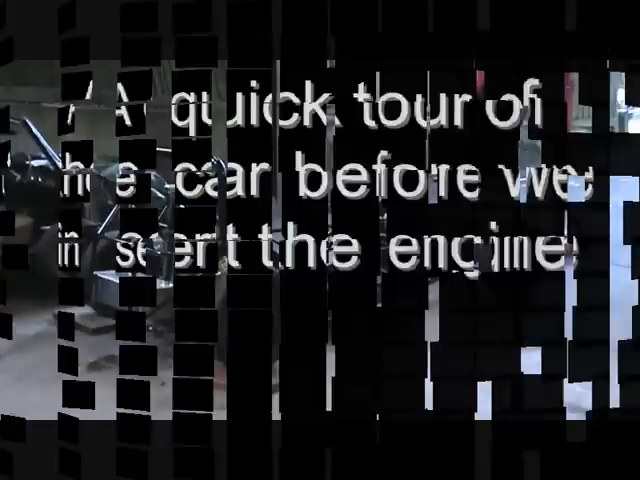 A quick tour of
the car before we
insert the engine